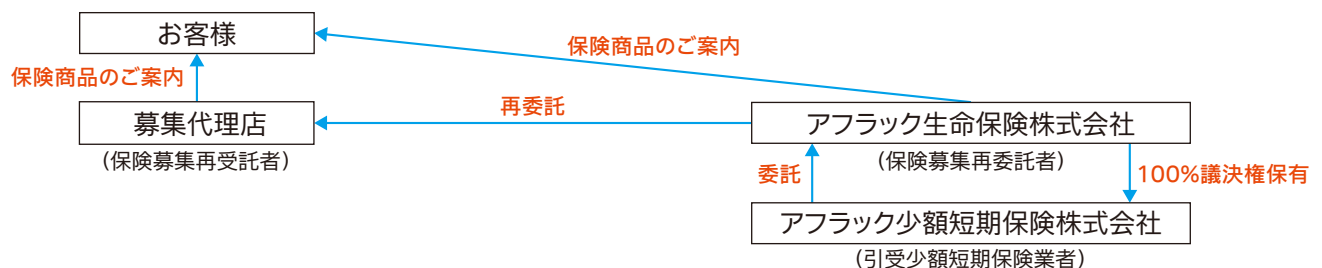 お客様
保険商品のご案内
保険商品のご案内
募集代理店
(保険募集再受託者)
再委託
アフラック生命保険株式会社
(保険募集再委託者)
委託
100%議決権保有
アフラック少額短期保険株式会社
(引受少額短期保険業者)